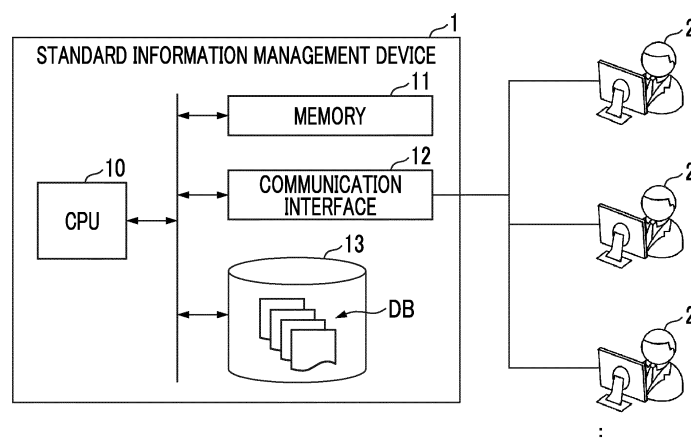 1
STANDARD INFORMATION MANAGEMENT DEVICE
2
11
MEMORY
12
10
COMMUNICATION
INTERFACE
CPU
2
13
DB
2